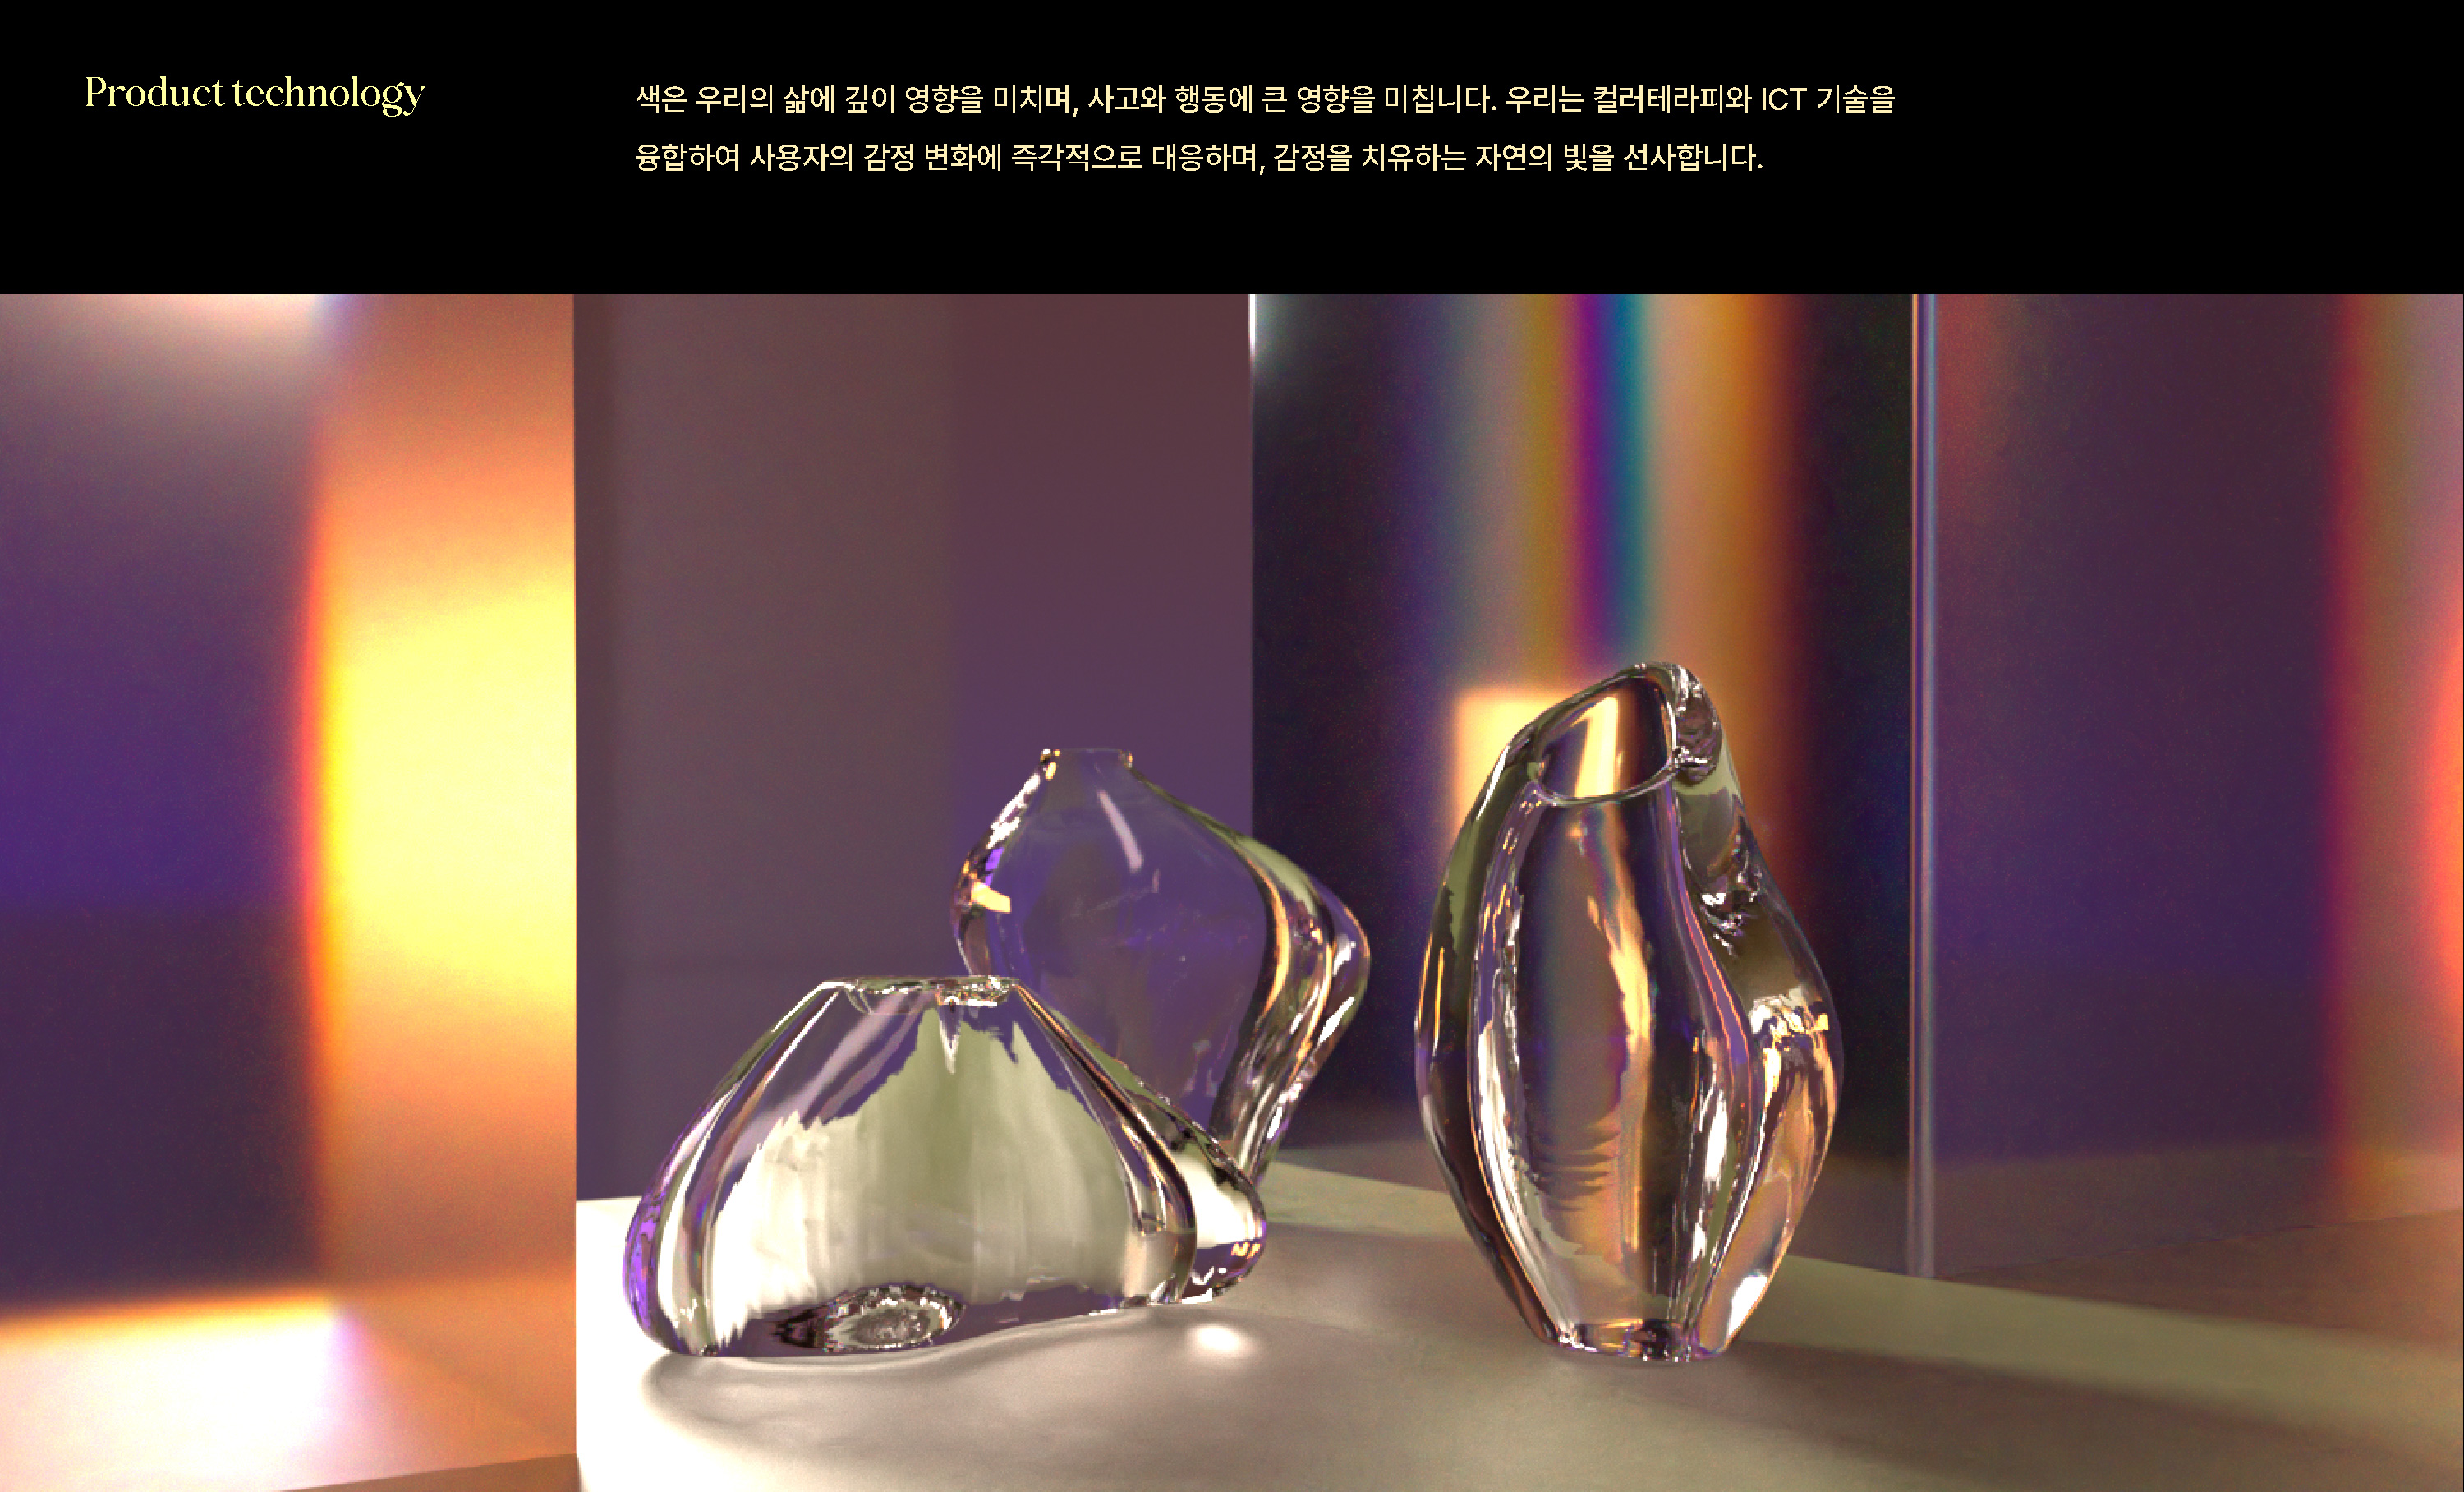 Product technology
색은 우리의 삶에 깊이 영향을 미치며, 사고와 행동에 큰 영향을 미칩니다. 우리는 컬러테라피와 ICT 기술을
융합하여 사용자의 감정 변화에 즉각적으로 대응하며, 감정을 치유하는 자연의 빛을 선사합니다.